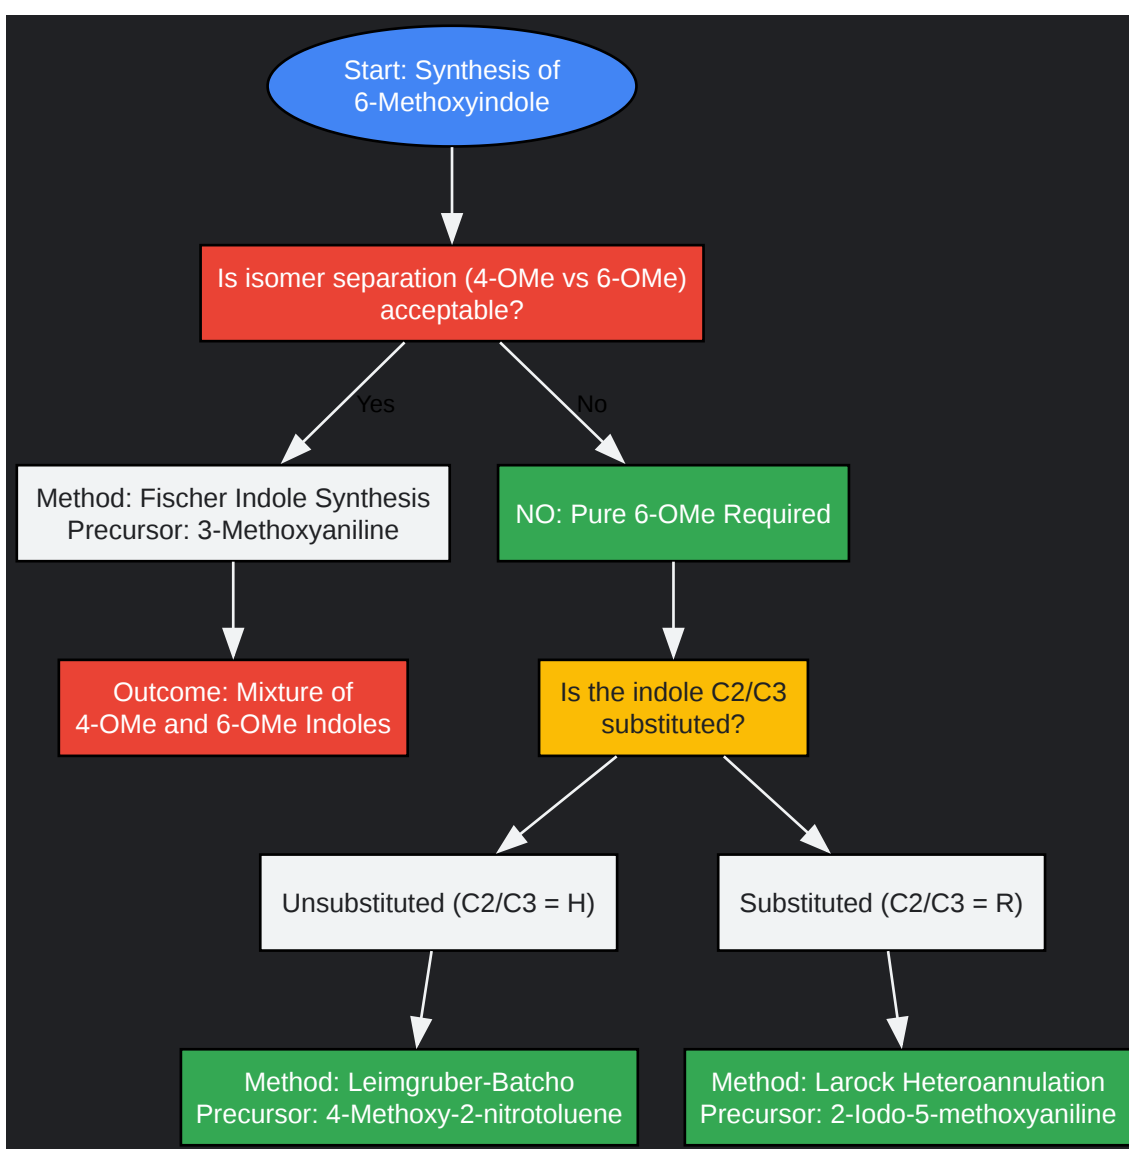 Start: Synthesis of
6-Methoxyindole
Is isomer separation (4-OMe vs 6-OMe)
acceptable?
Yes
No
Method: Fischer Indole Synthesis
Precursor: 3-Methoxyaniline
NO: Pure 6-OMe Required
Outcome: Mixture of
4-OMe and 6-OMe Indoles
Is the indole C2/C3
substituted?
Unsubstituted (C2/C3 = H)
Substituted (C2/C3 = R)
Method: Leimgruber-Batcho
Precursor: 4-Methoxy-2-nitrotoluene
Method: Larock Heteroannulation
Precursor: 2-Iodo-5-methoxyaniline